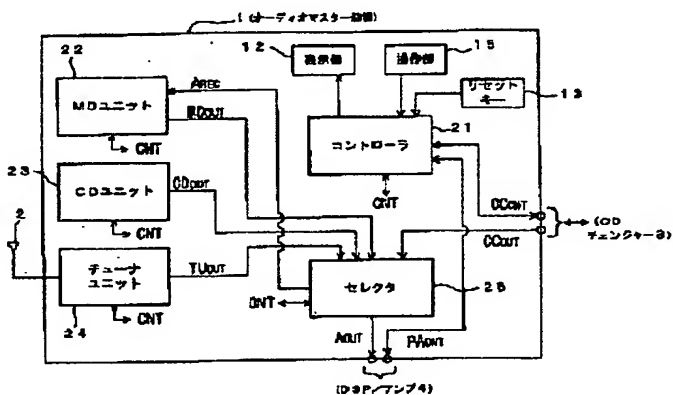 1(オーディオマスター装置)
22
12
15
表示部
操作部
リセットキー
13
MDユニット
AREC
MDOUT
CNT
21
コントローラ
CNT
23
CDユニット
CDOUT
CNT
CCCNT
CCOUT
(CDチェンジャー3)
2
チューナユニット
TUOUT
CNT
24
CNT
セレクタ
25
AOUT
PACNT
(DSP/アンプ4)